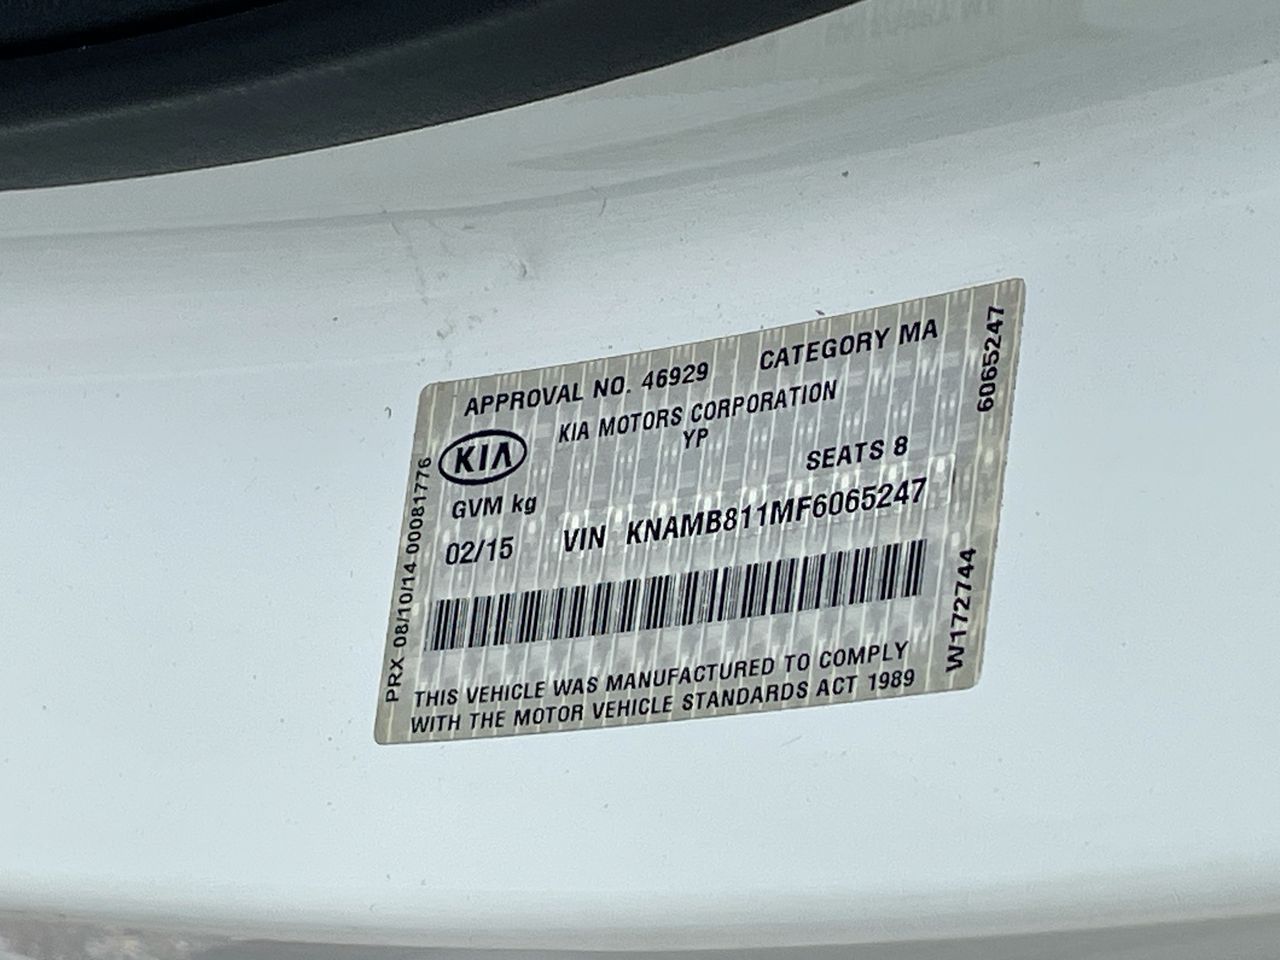 APPROVAL NO. 46929 CATEGORY MA
KIA MOTORS CORPORATION
YP
KIA
SEATS 8
GVM kg
02/15 VIN KNAMB811MF6065247
THIS VEHICLE WAS MANUFACTURED TO COMPLY
WITH THE MOTOR VEHICLE STANDARDS ACT 1989
PRX 08/10/14 00081776
6065247
W172744